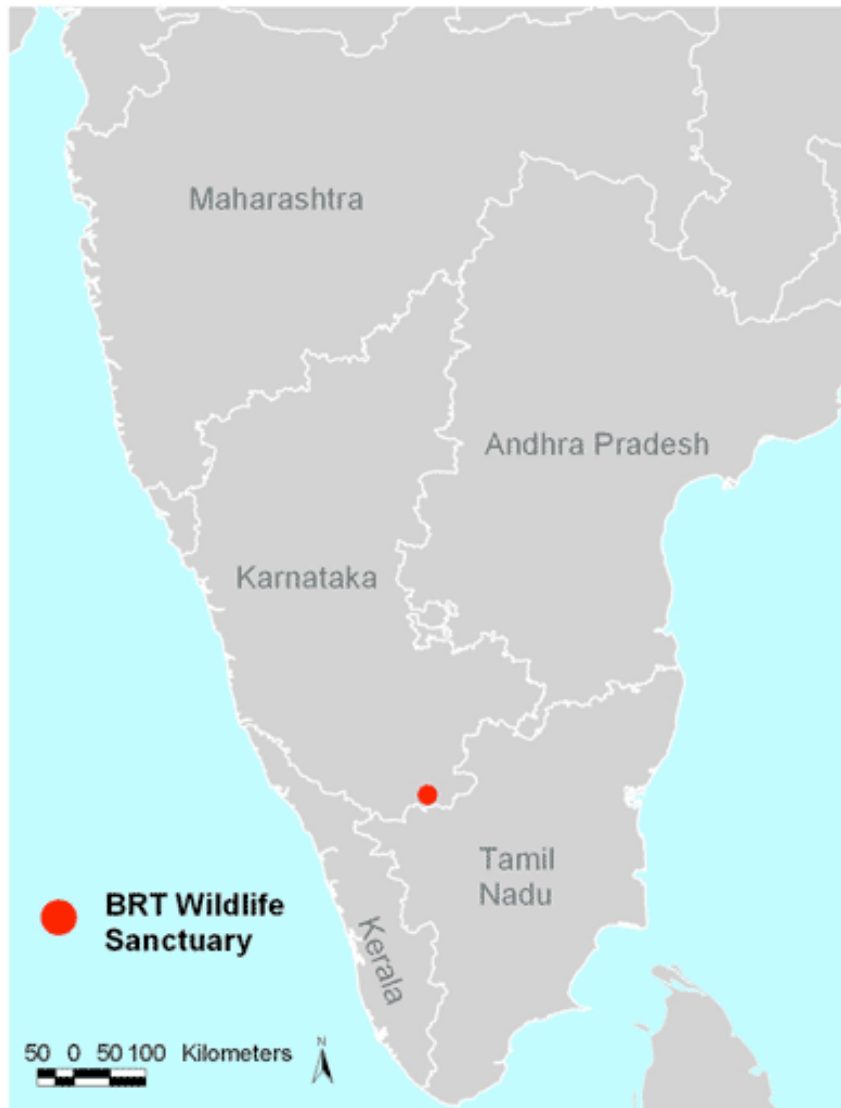 Maharashtra
Andhra Pradesh
Karnataka
Tamil
Nadu
Kerala
BRT Wildlife
Sanctuary
50 0 50 100 Kilometers
N